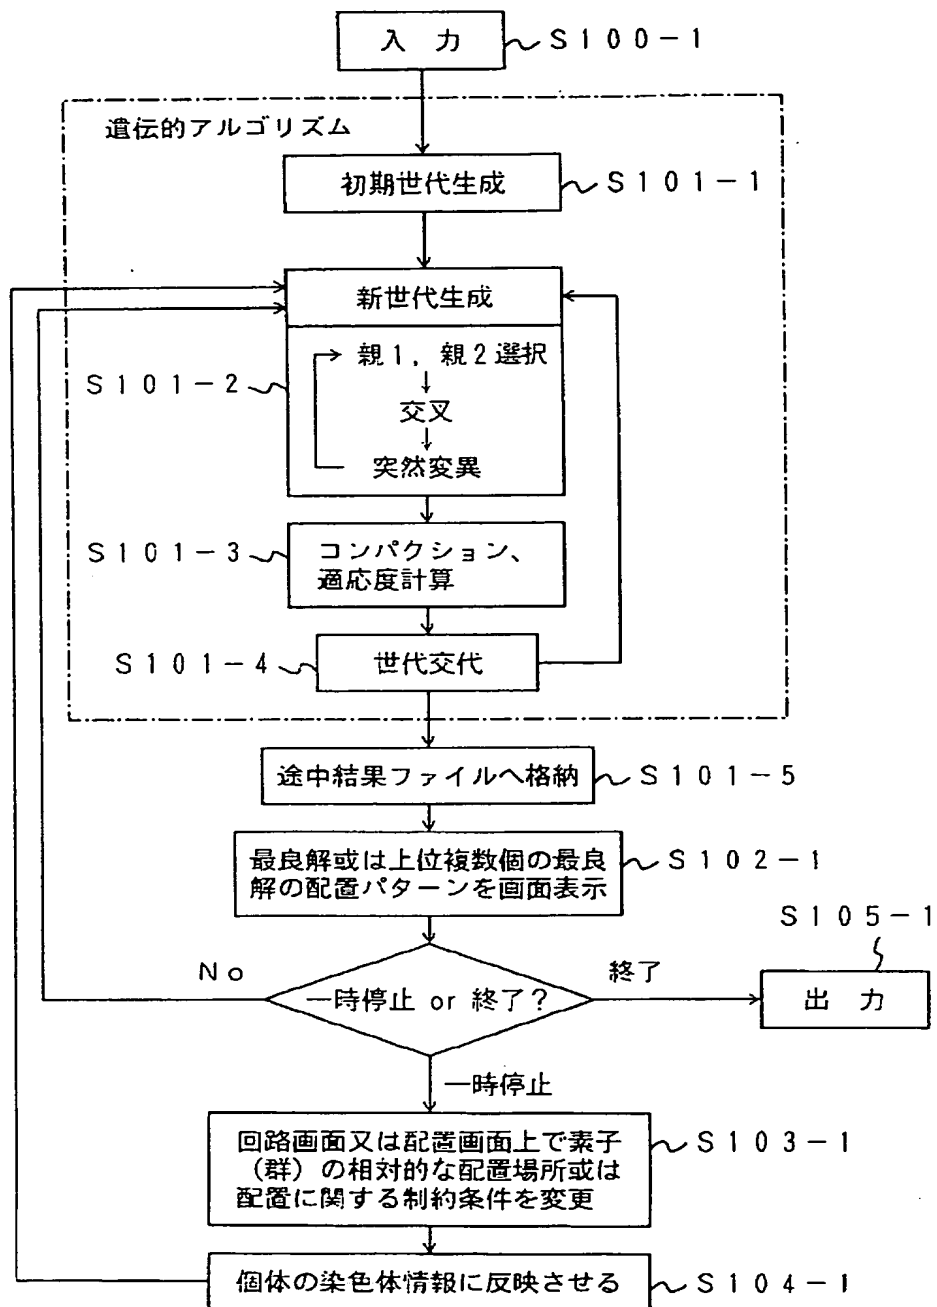 入 力
S100-1
遺伝的アルゴリズム
初期世代生成
S101-1
新世代生成
親1，親2選択
S101-2
交叉
突然変異
S101-3
コンパクション、
適応度計算
S101-4
世代交代
途中結果ファイルへ格納
S101-5
最良解或は上位複数個の最良
解の配置パターンを画面表示
S102-1
S105-1
No
一時停止 or 終了？
終了
出 力
一時停止
回路画面又は配置画面上で素子
（群）の相対的な配置場所或は
配置に関する制約条件を変更
S103-1
個体の染色体情報に反映させる
S104-1